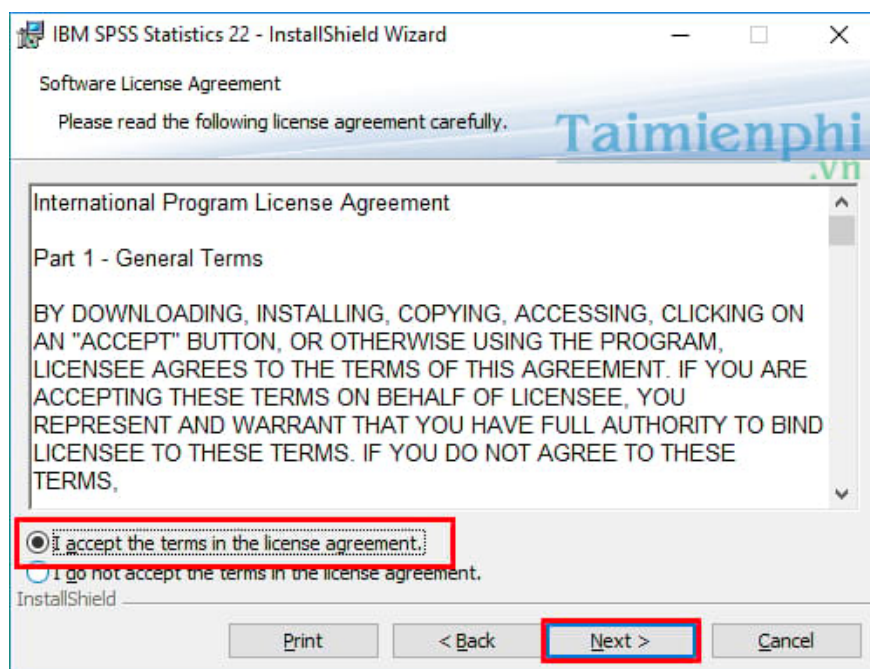 IBM SPSS Statistics 22 - InstallShield Wizard
Software License Agreement
Please read the following license agreement carefully.
Taimienphi
.vn
International Program License Agreement
Part 1 - General Terms
BY DOWNLOADING, INSTALLING, COPYING, ACCESSING, CLICKING ON
AN "ACCEPT" BUTTON, OR OTHERWISE USING THE PROGRAM,
LICENSEE AGREES TO THE TERMS OF THIS AGREEMENT. IF YOU ARE
ACCEPTING THESE TERMS ON BEHALF OF LICENSEE, YOU
REPRESENT AND WARRANT THAT YOU HAVE FULL AUTHORITY TO BIND
LICENSEE TO THESE TERMS. IF YOU DO NOT AGREE TO THESE
TERMS,
I accept the terms in the license agreement.
I do not accept the terms in the license agreement.
InstallShield
Print < Back Next > Cancel